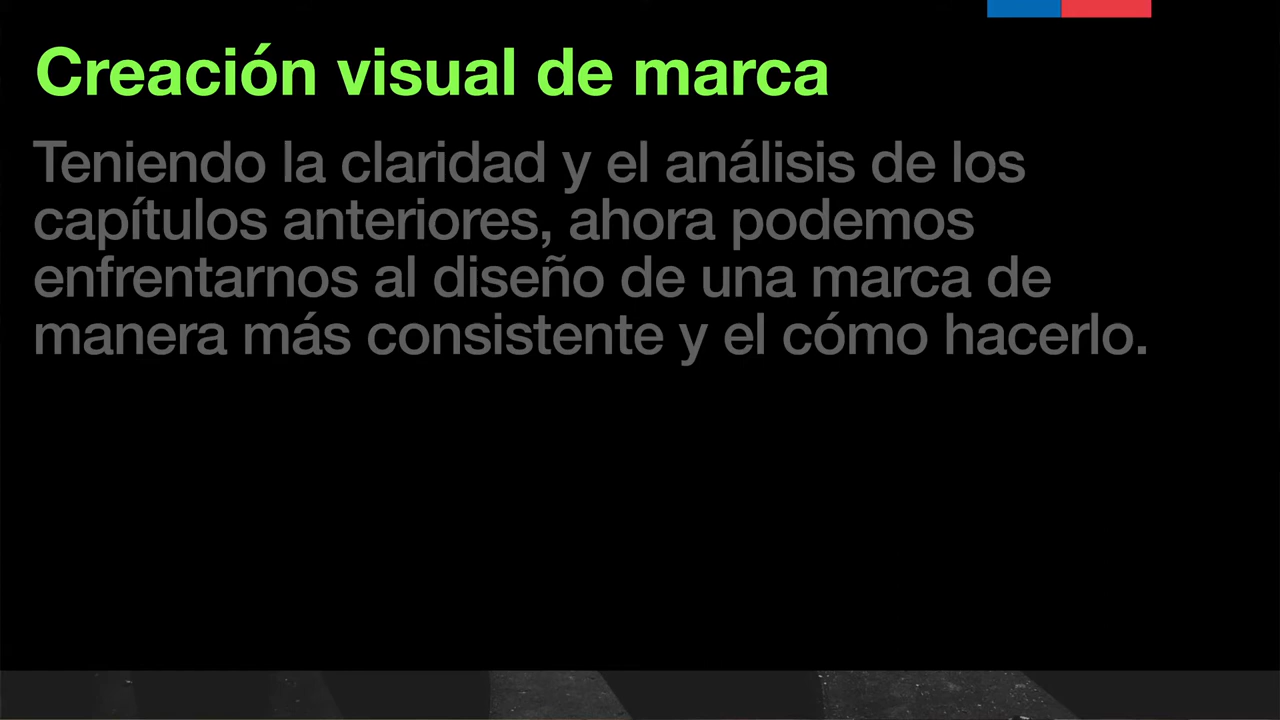 Creación visual de marca
Teniendo la claridad y el análisis de los
capítulos anteriores, ahora podemos
enfrentarnos al diseño de una marca de
manera más consistente y el cómo hacerlo.